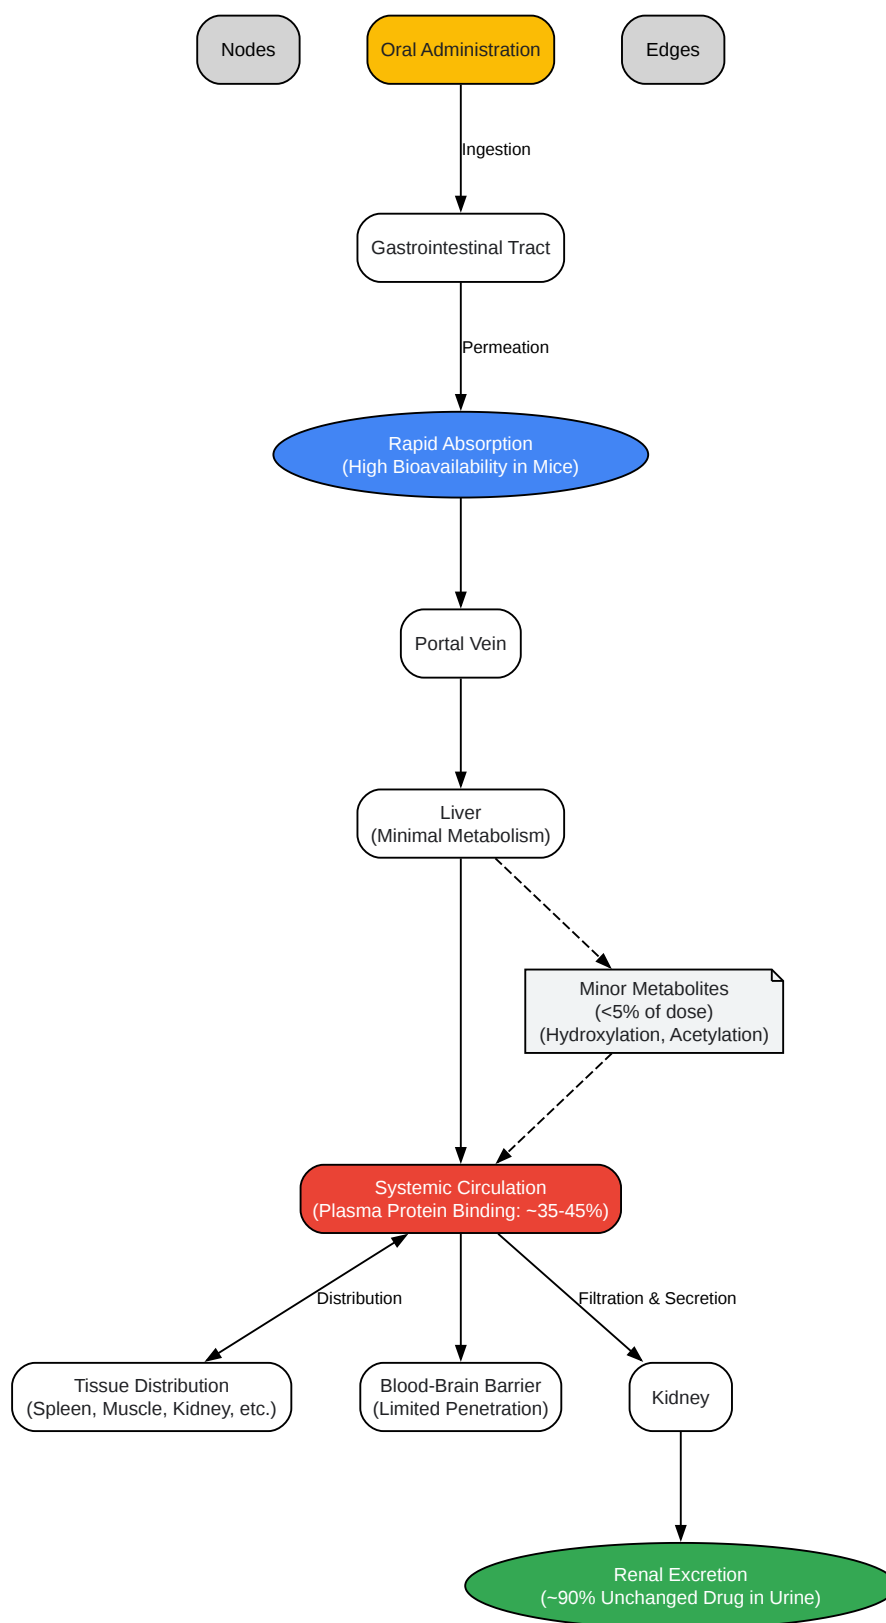 Nodes
Oral Administration
Edges
Ingestion
Gastrointestinal Tract
Permeation
Rapid Absorption
(High Bioavailability in Mice)
Portal Vein
Liver
(Minimal Metabolism)
Minor Metabolites
(<5% of dose)
(Hydroxylation, Acetylation)
Systemic Circulation
(Plasma Protein Binding: ~35-45%)
Distribution
Filtration & Secretion
Tissue Distribution
(Spleen, Muscle, Kidney, etc.)
Blood-Brain Barrier
(Limited Penetration)
Kidney
Renal Excretion
(~90% Unchanged Drug in Urine)